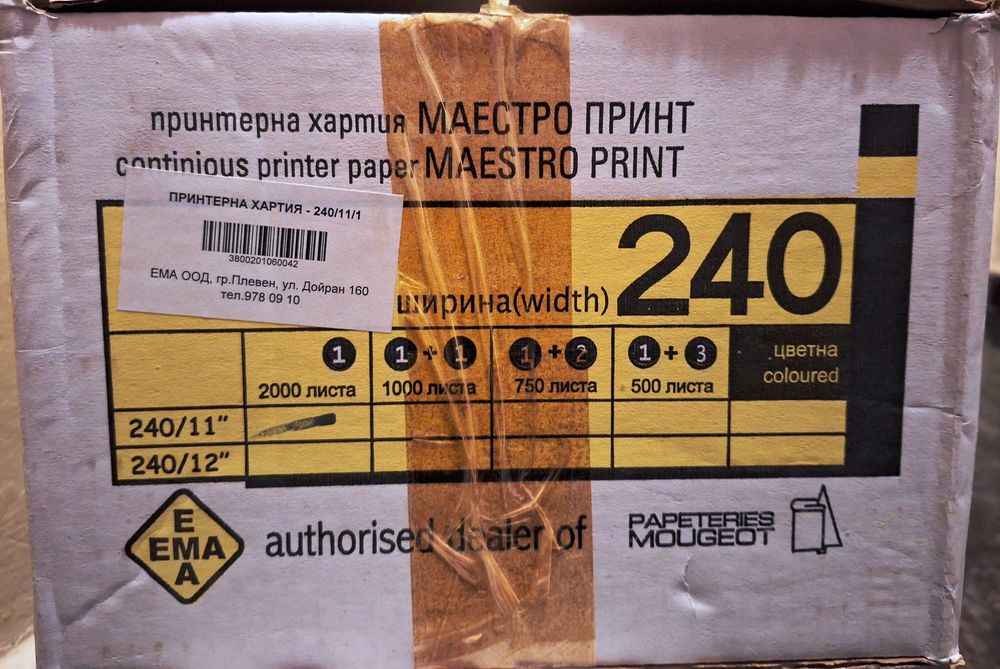 принтерна хартия МАЕСТРО ПРИНТ
continious printer paper MAESTRO PRINT
ПРИНТЕРНА ХАРТИЯ - 240/11/1
3800201060042
ЕМА ООД, гр.Плевен, ул. Дойран 160
тел.978 09 10
ширина(width) 240
1 1 + 1 1 + 2 1 + 3 цветна
2000 листа 1000 листа 750 листа 500 листа coloured
240/11"
240/12"
E
EMA
A
authorised dealer of
PAPETERIES
MOUGEOT